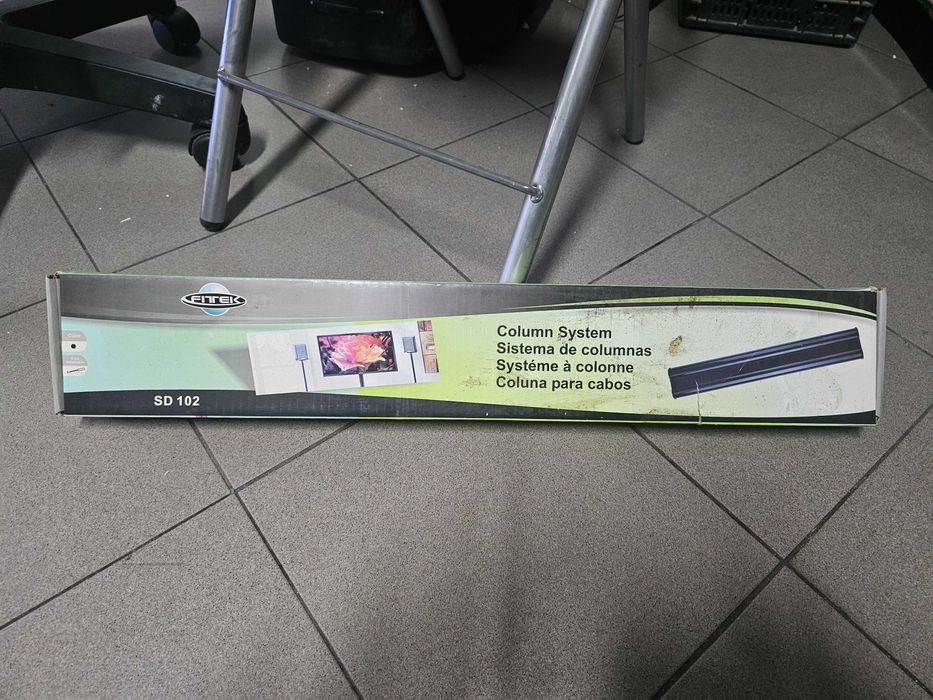 FITEK
Column System
Sistema de columnas
Systéme à colonne
Coluna para cabos
SD 102